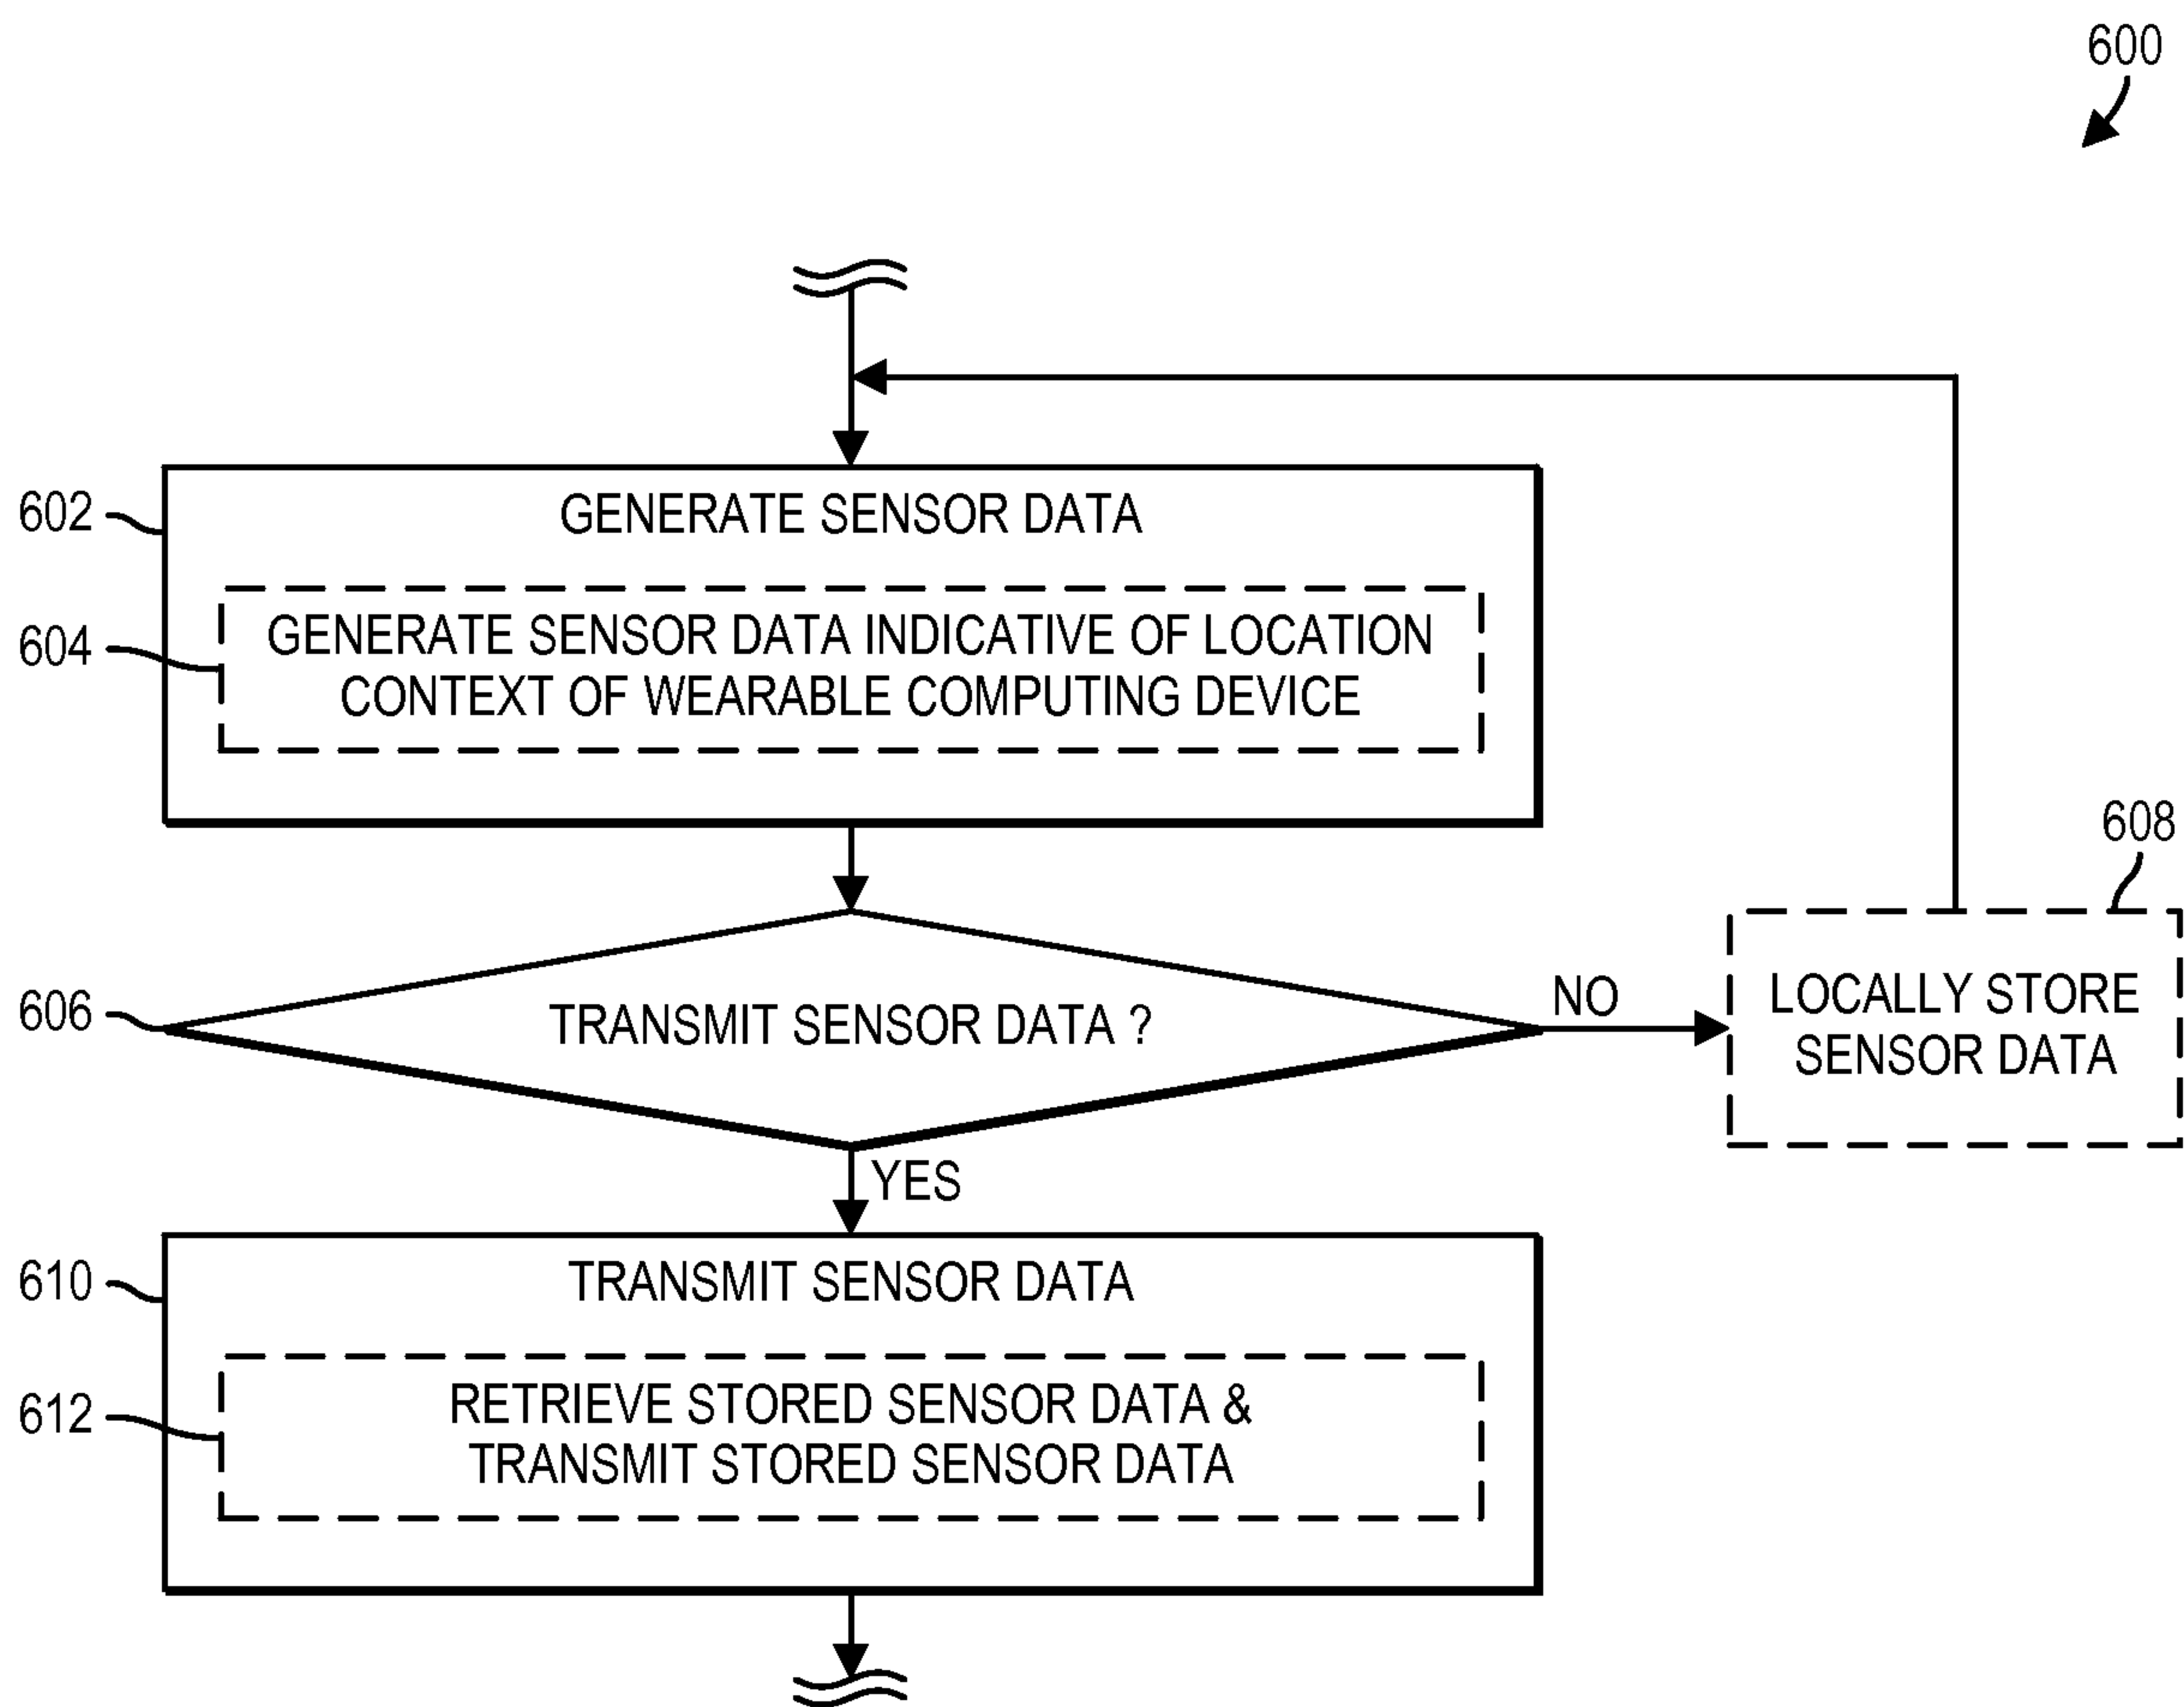 600
602
GENERATE SENSOR DATA
604
GENERATE SENSOR DATA INDICATIVE OF LOCATION
CONTEXT OF WEARABLE COMPUTING DEVICE
608
606
TRANSMIT SENSOR DATA ?
NO
LOCALLY STORE
SENSOR DATA
YES
610
TRANSMIT SENSOR DATA
612
RETRIEVE STORED SENSOR DATA &
TRANSMIT STORED SENSOR DATA